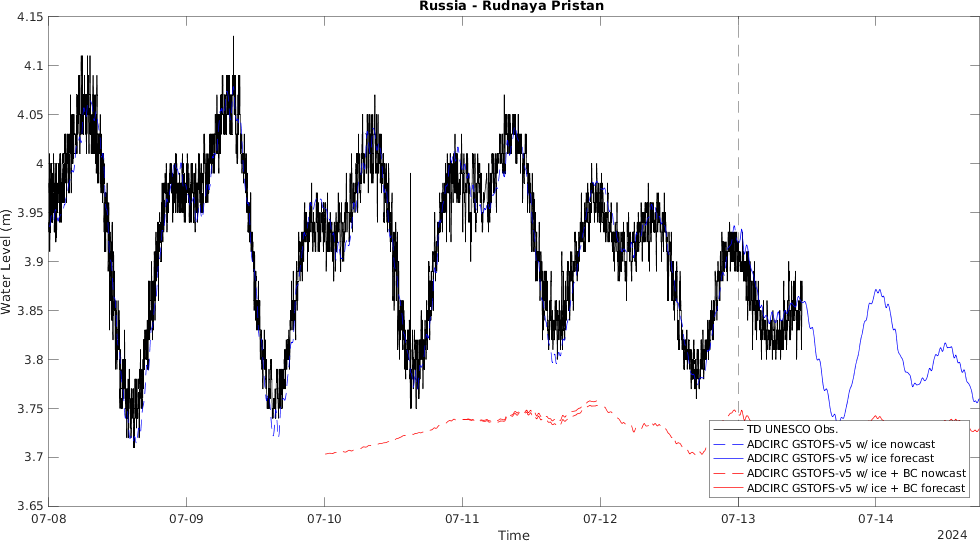 Russia - Rudnaya Pristan
4.15
4.1
4.05
4
3.95
3.9
3.85
3.8
3.75
3.7
3.65
Water Level (m)
07-08 07-09 07-10 07-11 07-12 07-13 07-14
Time
2024
TD UNESCO Obs.
ADCIRC GSTOFS-v5 w/ ice nowcast
ADCIRC GSTOFS-v5 w/ ice forecast
ADCIRC GSTOFS-v5 w/ ice + BC nowcast
ADCIRC GSTOFS-v5 w/ ice + BC forecast